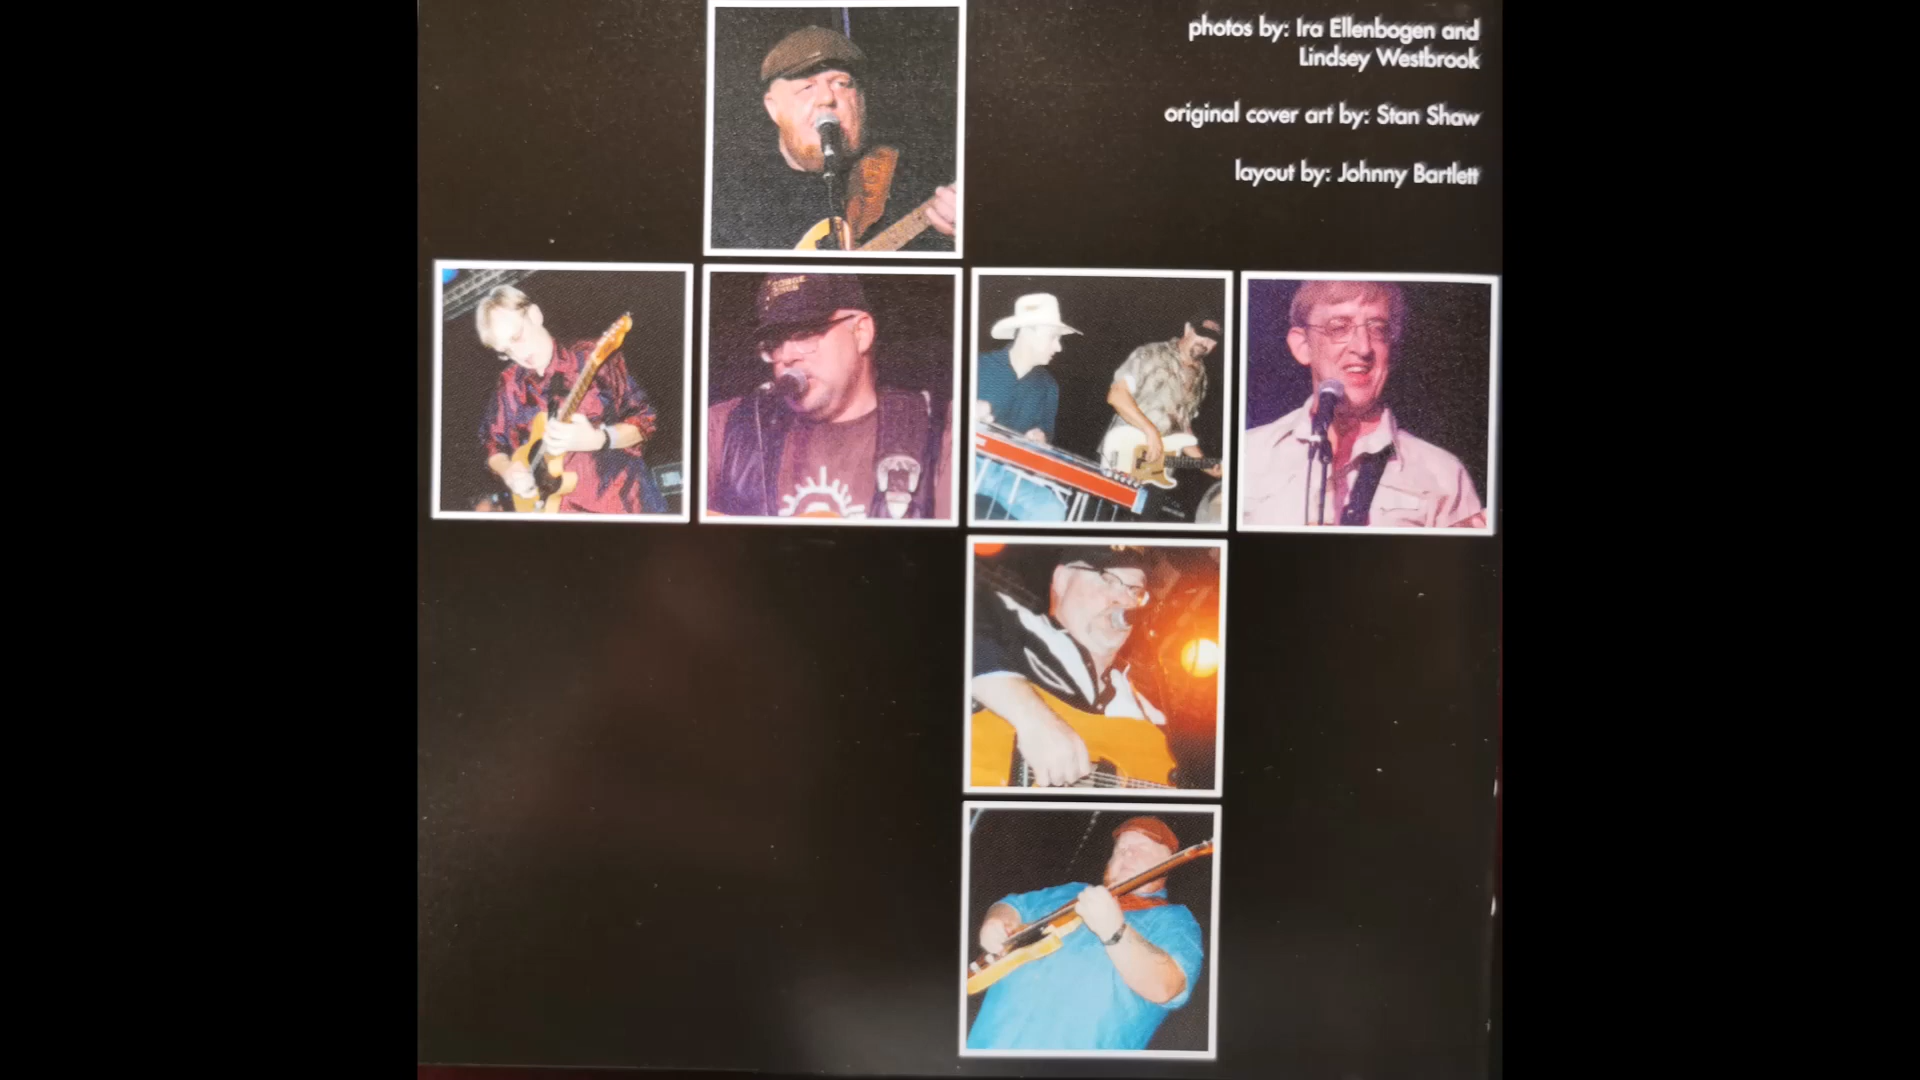 photos by: Ira Ellenbogen and
Lindsey Westbrook
original cover art by: Stan Shaw
layout by: Johnny Bartlett